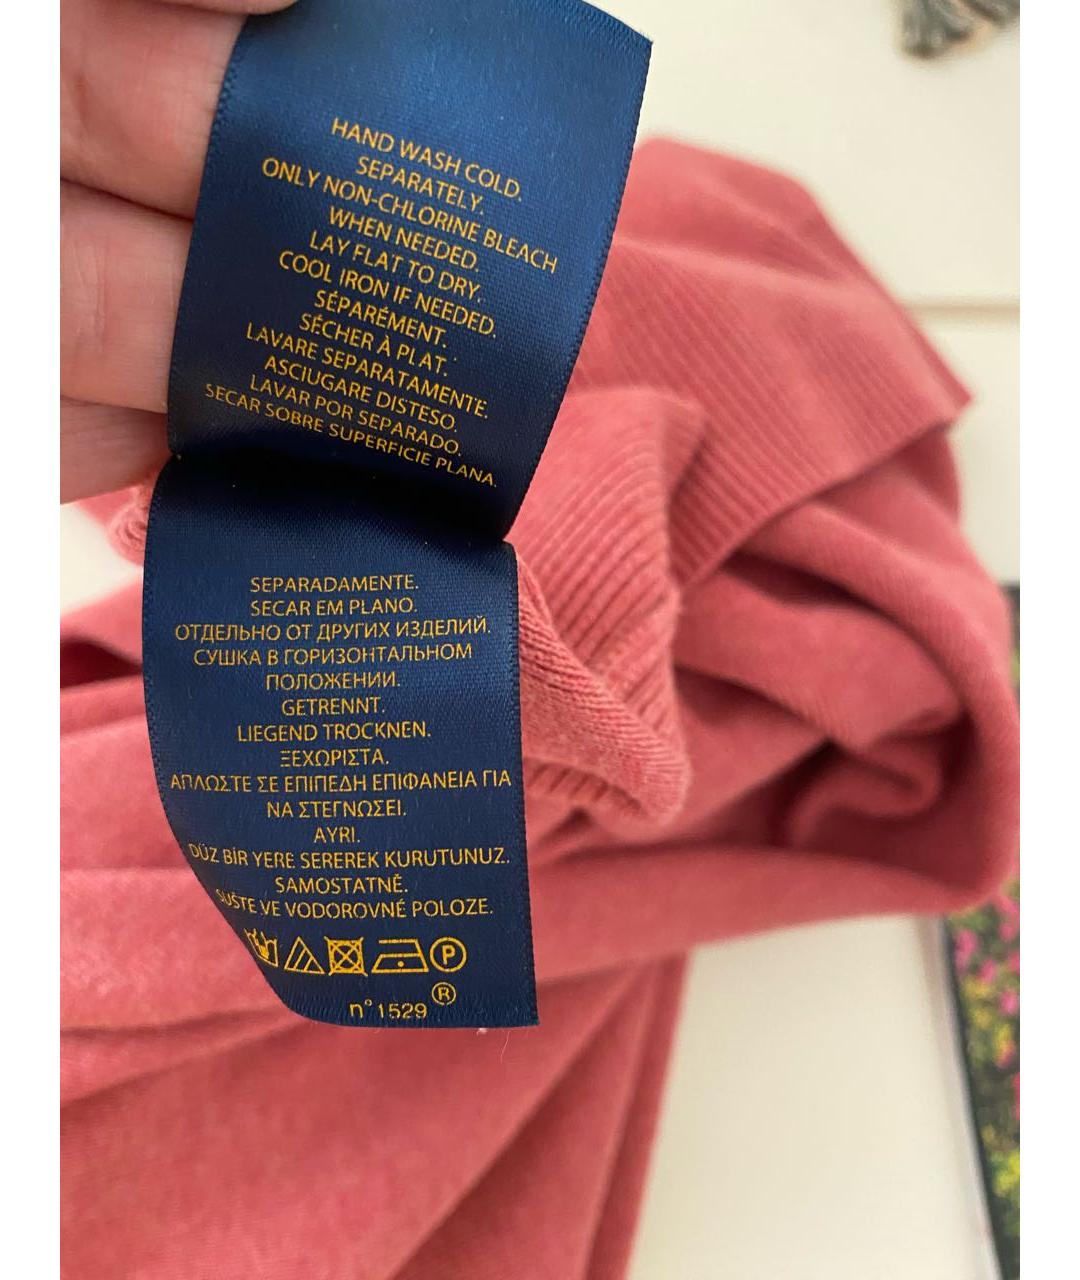 HAND WASH COLD.
SEPARATELY.
ONLY NON-CHLORINE BLEACH
WHEN NEEDED.
LAY FLAT TO DRY.
COOL IRON IF NEEDED.
SÉPARÉMENT.
SÉCHER À PLAT.
LAVARE SEPARATAMENTE.
ASCIUGARE DISTESO.
LAVAR POR SEPARADO.
SECAR SOBRE SUPERFICIE PLANA.
SEPARADAMENTE.
SECAR EM PLANO.
ОТДЕЛЬНО ОТ ДРУГИХ ИЗДЕЛИЙ.
СУШКА В ГОРИЗОНТАЛЬНОМ
ПОЛОЖЕНИИ.
GETRENNT.
LIEGEND TROCKNEN.
ΞΕΧΩΡΙΣΤΑ.
ΑΠΛΩΣΤΕ ΣΕ ΕΠΙΠΕΔΗ ΕΠΙΦΑΝΕΙΑ ΓΙΑ
ΝΑ ΣΤΕΓΝΩΣΕΙ.
AYRI.
DÜZ BİR YERE SEREREK KURUTUNUZ.
SAMOSTATNĚ.
SUŠTE VE VODOROVNÉ POLOZE.
P
n° 1529 ®